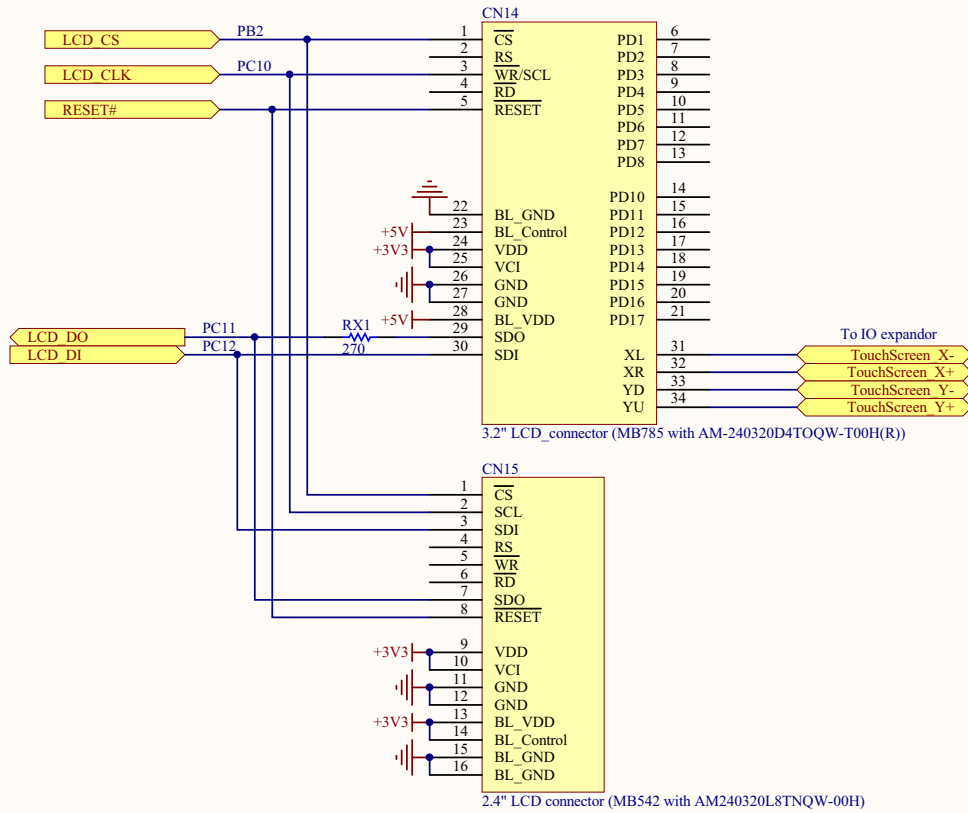 CN14
LCD_CS PB2 1 CS PD1 6
2 RS PD2 7
LCD_CLK PC10 3 WR/SCL PD3 8
4 RD PD4 9
RESET# 5 RESET PD5 10
PD6 11
PD7 12
PD8 13
PD10 14
22 BL_GND PD11 15
+5V 23 BL_Control PD12 16
+3V3 24 VDD PD13 17
25 VCI PD14 18
26 GND PD15 19
27 GND PD16 20
+5V 28 BL_VDD PD17 21
LCD_DO PC11 RX1 29 SDO
LCD_DI PC12 270 30 SDI
To IO expandor
XL 31 TouchScreen_X-
XR 32 TouchScreen_X+
YD 33 TouchScreen_Y-
YU 34 TouchScreen_Y+
3.2" LCD_connector (MB785 with AM-240320D4TOQW-T00H(R))
CN15
1 CS
2 SCL
3 SDI
4 RS
5 WR
6 RD
7 SDO
8 RESET
+3V3 9 VDD
10 VCI
11 GND
12 GND
+3V3 13 BL_VDD
14 BL_Control
15 BL_GND
16 BL_GND
2.4" LCD connector (MB542 with AM240320L8TNQW-00H)